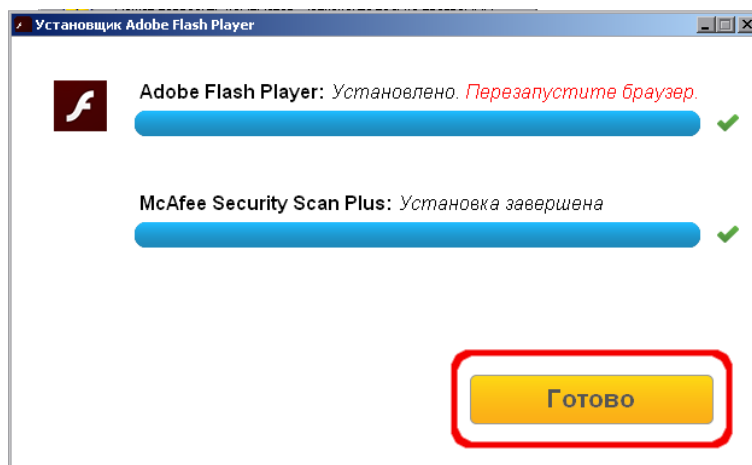 Установщик Adobe Flash Player
Adobe Flash Player: Установлено. Перезапустите браузер.
McAfee Security Scan Plus: Установка завершена
Готово